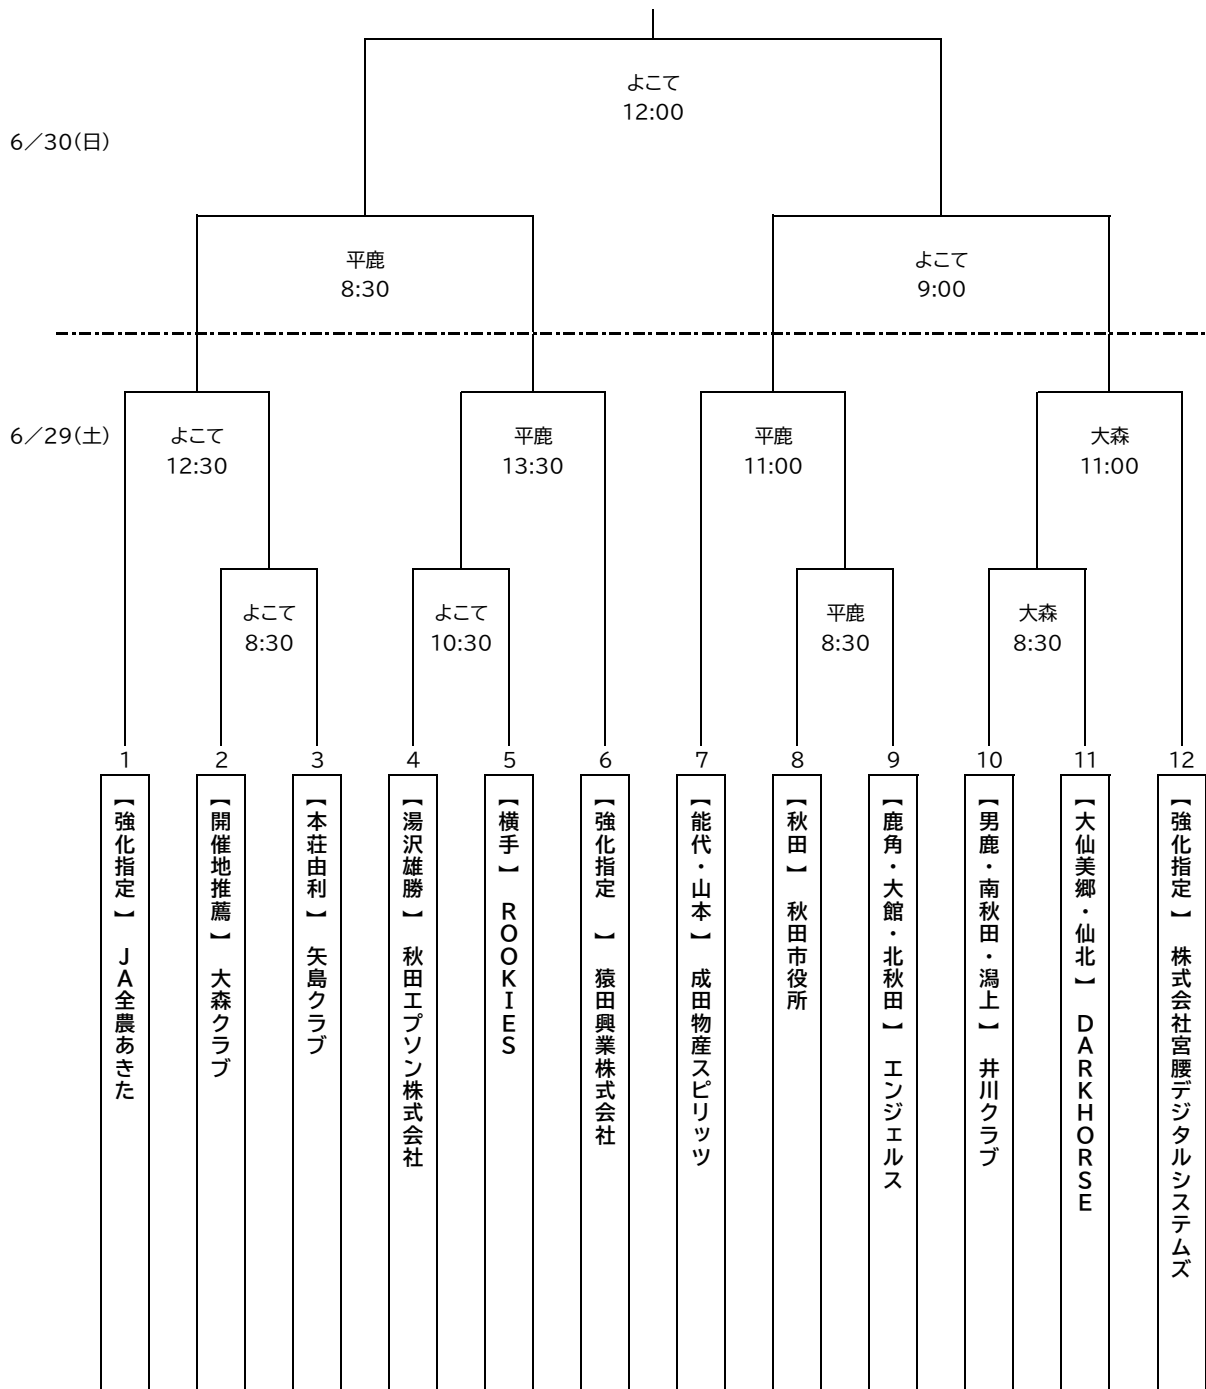 よこて
12:00
6／30(日)
平鹿
8:30
よこて
9:00
6／29(土)
よこて
12:30
平鹿
13:30
平鹿
11:00
大森
11:00
よこて
8:30
よこて
10:30
平鹿
8:30
大森
8:30
1
2
3
4
5
6
7
8
9
10
11
12
【強化指定】　ＪＡ全農あきた
【開催地推薦】　大森クラブ
【本荘由利】　矢島クラブ
【湯沢雄勝】　秋田エプソン株式会社
【横手】　ＲＯＯＫＩＥＳ
【強化指定　】　猿田興業株式会社
【能代・山本】　成田物産スピリッツ
【秋田】　秋田市役所
【鹿角・大館・北秋田】　エンジェルス
【男鹿・南秋田・潟上】　井川クラブ
【大仙美郷・仙北】　ＤＡＲＫＨＯＲＳＥ
【強化指定】　株式会社宮腰デジタルシステムズ